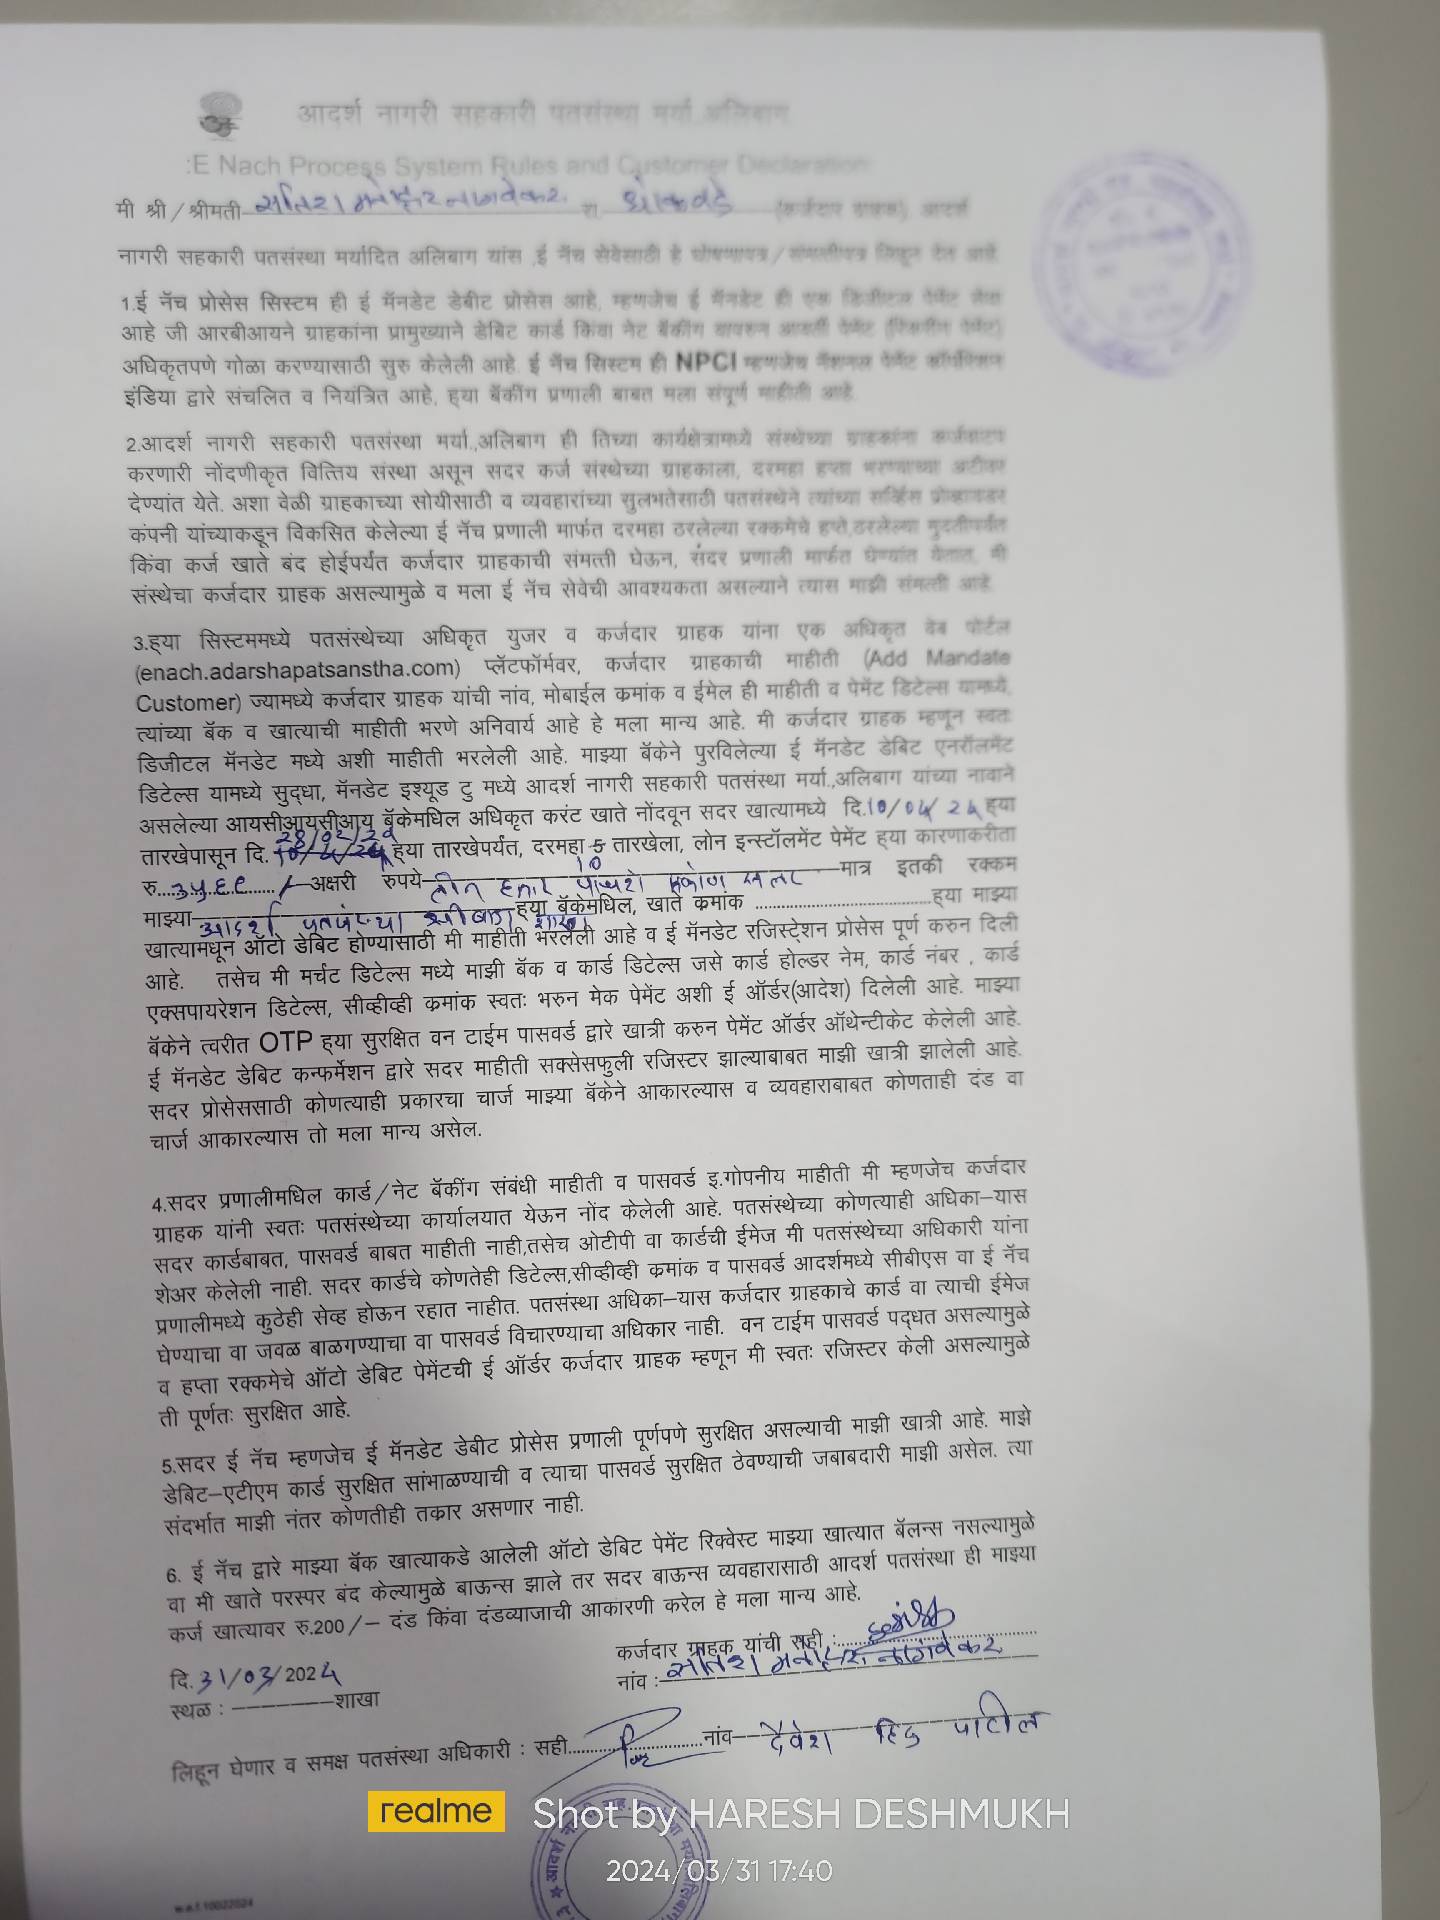 आदर्श नागरी सहकारी पतसंस्था मर्या.अलिबाग
:E Nach Process System Rules and Customer Declaration:
मी श्री/श्रीमती सतिश मनोहर नागवेकर रा. धोकवडे (कर्जदार ग्राहक), आदर्श
नागरी सहकारी पतसंस्था मर्यादित अलिबाग यांस ,ई नॅच सेवेसाठी हे घोषणापत्र/संमत्तीपत्र लिहून देत आहे.
1.ई नॅच प्रोसेस सिस्टम ही ई मॅनडेट डेबीट प्रोसेस आहे, म्हणजेच ई मॅनडेट ही एक डिजीटल पेमेंट सेवा
आहे जी आरबीआयने ग्राहकांना प्रामुख्याने डेबिट कार्ड किंवा नेट बॅकींग वापरुन आवर्ती पेमेंट (रिकरींग पेमेंट)
अधिकृतपणे गोळा करण्यासाठी सुरु केलेली आहे. ई नॅच सिस्टम ही NPCI म्हणजेच नॅशनल पेमेंट कॉर्पोरेशन
इंडिया द्वारे संचलित व नियंत्रित आहे, ह्या बॅकींग प्रणाली बाबत मला संपूर्ण माहीती आहे.
2.आदर्श नागरी सहकारी पतसंस्था मर्या.,अलिबाग ही तिच्या कार्यक्षेत्रामध्ये संस्थेच्या ग्राहकांना कर्जवाटप
करणारी नोंदणीकृत वित्तिय संस्था असून सदर कर्ज संस्थेच्या ग्राहकाला, दरमहा हप्ता भरण्याच्या अटीवर
देण्यांत येते. अशा वेळी ग्राहकाच्या सोयीसाठी व व्यवहारांच्या सुलभतेसाठी पतसंस्थेने त्यांच्या सर्व्हिस प्रोव्हायडर
कंपनी यांच्याकडून विकसित केलेल्या ई नॅच प्रणाली मार्फत दरमहा ठरलेल्या रक्कमेचे हप्ते,ठरलेल्या मुदतीपर्यंत
किंवा कर्ज खाते बंद होईपर्यंत कर्जदार ग्राहकाची संमत्ती घेऊन, सदर प्रणाली मार्फत घेण्यांत येतात. मी
संस्थेचा कर्जदार ग्राहक असल्यामुळे व मला ई नॅच सेवेची आवश्यकता असल्याने त्यास माझी संमत्ती आहे.
3.ह्या सिस्टममध्ये पतसंस्थेच्या अधिकृत युजर व कर्जदार ग्राहक यांना एक अधिकृत वेब पोर्टल
(enach.adarshapatsanstha.com) प्लॅटफॉर्मवर, कर्जदार ग्राहकाची माहीती (Add Mandate
Customer) ज्यामध्ये कर्जदार ग्राहक यांची नांव, मोबाईल क्रमांक व ईमेल ही माहीती व पेमेंट डिटेल्स यामध्ये,
त्यांच्या बॅक व खात्याची माहीती भरणे अनिवार्य आहे हे मला मान्य आहे. मी कर्जदार ग्राहक म्हणून स्वतः
डिजीटल मॅनडेट मध्ये अशी माहीती भरलेली आहे. माझ्या बॅकेने पुरविलेल्या ई मॅनडेट डेबिट एनरॉलमेंट
डिटेल्स यामध्ये सुद्धा, मॅनडेट इश्यूड टु मध्ये आदर्श नागरी सहकारी पतसंस्था मर्या.,अलिबाग यांच्या नावाने
असलेल्या आयसीआयसीआय बॅकेमधिल अधिकृत करंट खाते नोंदवून सदर खात्यामध्ये दि.10/04/24 ह्या
तारखेपासून दि. ह्या तारखेपर्यंत, दरमहा 5 10 तारखेला, लोन इन्स्टॉलमेंट पेमेंट ह्या कारणाकरीता
रु. 3५६९ /- अक्षरी रुपये तीन हजार पाचशे मात्र इतकी रक्कम
माझ्या आदर्श पतसंस्था शाखा ह्या बॅकेमधिल, खाते क्रमांक ह्या माझ्या
खात्यामधून ऑटो डेबिट होण्यासाठी मी माहीती भरलेली आहे व ई मॅनडेट रजिस्ट्रेशन प्रोसेस पूर्ण करुन दिली
आहे. तसेच मी मर्चंट डिटेल्स मध्ये माझी बॅक व कार्ड डिटेल्स जसे कार्ड होल्डर नेम, कार्ड नंबर , कार्ड
एक्सपायरेशन डिटेल्स, सीव्हीव्ही क्रमांक स्वतः भरुन मेक पेमेंट अशी ई ऑर्डर(आदेश) दिलेली आहे. माझ्या
बॅकेने त्वरीत OTP ह्या सुरक्षित वन टाईम पासवर्ड द्वारे खात्री करुन पेमेंट ऑर्डर ऑथेन्टीकेट केलेली आहे.
ई मॅनडेट डेबिट कन्फर्मेशन द्वारे सदर माहीती सक्सेसफुली रजिस्टर झाल्याबाबत माझी खात्री झालेली आहे.
सदर प्रोसेससाठी कोणत्याही प्रकारचा चार्ज माझ्या बॅकेने आकारल्यास व व्यवहाराबाबत कोणताही दंड वा
चार्ज आकारल्यास तो मला मान्य असेल.
4.सदर प्रणालीमधिल कार्ड/नेट बॅकींग संबंधी माहीती व पासवर्ड इ.गोपनीय माहीती मी म्हणजेच कर्जदार
ग्राहक यांनी स्वतः पतसंस्थेच्या कार्यालयात येऊन नोंद केलेली आहे. पतसंस्थेच्या कोणत्याही अधिका–यास
सदर कार्डबाबत, पासवर्ड बाबत माहीती नाही,तसेच ओटीपी वा कार्डची ईमेज मी पतसंस्थेच्या अधिकारी यांना
शेअर केलेली नाही. सदर कार्डचे कोणतेही डिटेल्स,सीव्हीव्ही क्रमांक व पासवर्ड आदर्शमध्ये सीबीएस वा ई नॅच
प्रणालीमध्ये कुठेही सेव्ह होऊन रहात नाहीत. पतसंस्था अधिका–यास कर्जदार ग्राहकाचे कार्ड वा त्याची ईमेज
घेण्याचा वा जवळ बाळगण्याचा वा पासवर्ड विचारण्याचा अधिकार नाही. वन टाईम पासवर्ड पद्धत असल्यामुळे
व हप्ता रक्कमेचे ऑटो डेबिट पेमेंटची ई ऑर्डर कर्जदार ग्राहक म्हणून मी स्वतः रजिस्टर केली असल्यामुळे
ती पूर्णतः सुरक्षित आहे.
5.सदर ई नॅच म्हणजेच ई मॅनडेट डेबीट प्रोसेस प्रणाली पूर्णपणे सुरक्षित असल्याची माझी खात्री आहे. माझे
डेबिट–एटीएम कार्ड सुरक्षित सांभाळण्याची व त्याचा पासवर्ड सुरक्षित ठेवण्याची जबाबदारी माझी असेल. त्या
संदर्भात माझी नंतर कोणतीही तक्रार असणार नाही.
6. ई नॅच द्वारे माझ्या बॅक खात्याकडे आलेली ऑटो डेबिट पेमेंट रिक्वेस्ट माझ्या खात्यात बॅलन्स नसल्यामुळे
वा मी खाते परस्पर बंद केल्यामुळे बाऊन्स झाले तर सदर बाऊन्स व्यवहारासाठी आदर्श पतसंस्था ही माझ्या
कर्ज खात्यावर रु.200/– दंड किंवा दंडव्याजाची आकारणी करेल हे मला मान्य आहे.
कर्जदार ग्राहक यांची सही :
दि. 31/03/2024 नांव : सतिश मनोहर नागवेकर
स्थळ : शाखा
लिहून घेणार व समक्ष पतसंस्था अधिकारी : सही नांव देवेश पाटील
realme Shot by HARESH DESHMUKH
2024/03/31 17:40
w.e.f.10022024